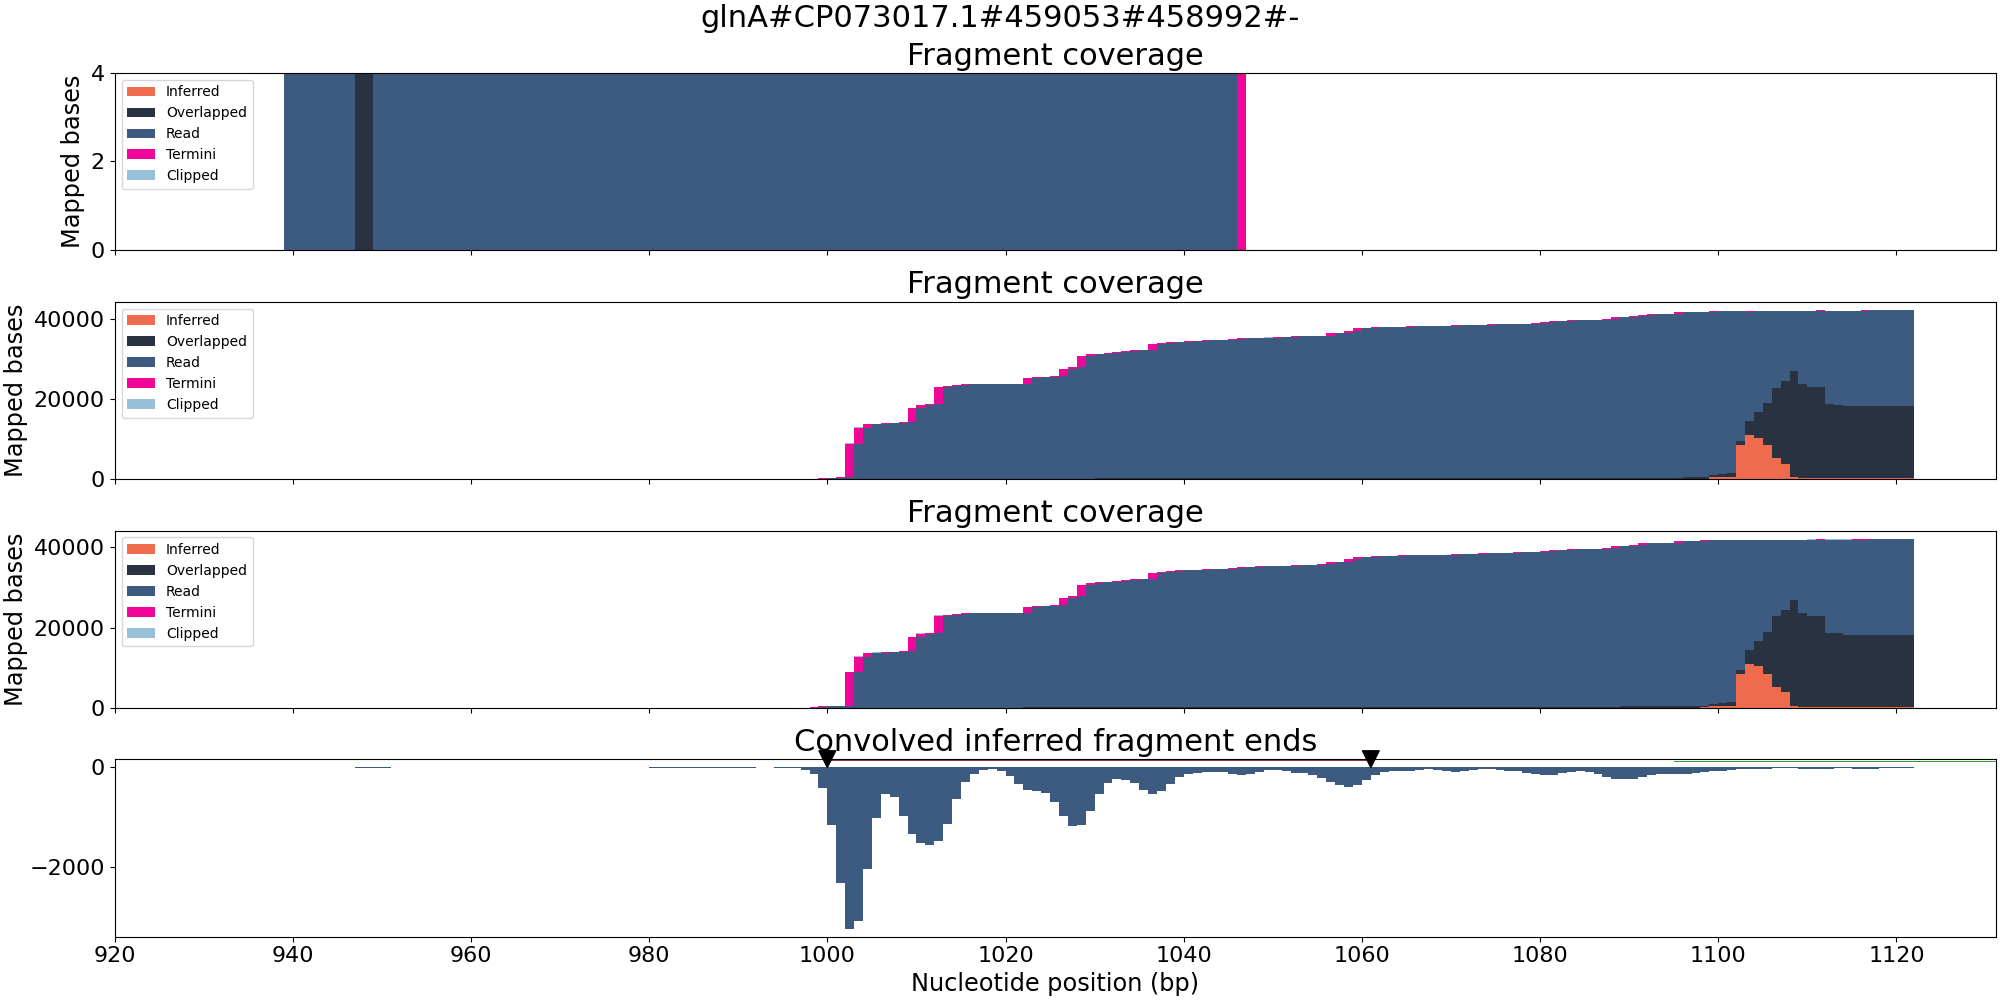 glnA#CP073017.1#459053#458992#-
Fragment coverage
Mapped bases
4
2
0
Inferred
Overlapped
Read
Termini
Clipped
Fragment coverage
Mapped bases
40000
20000
0
Inferred
Overlapped
Read
Termini
Clipped
Fragment coverage
Mapped bases
40000
20000
0
Inferred
Overlapped
Read
Termini
Clipped
Convolved inferred fragment ends
0
−2000
920 940 960 980 1000 1020 1040 1060 1080 1100 1120
Nucleotide position (bp)